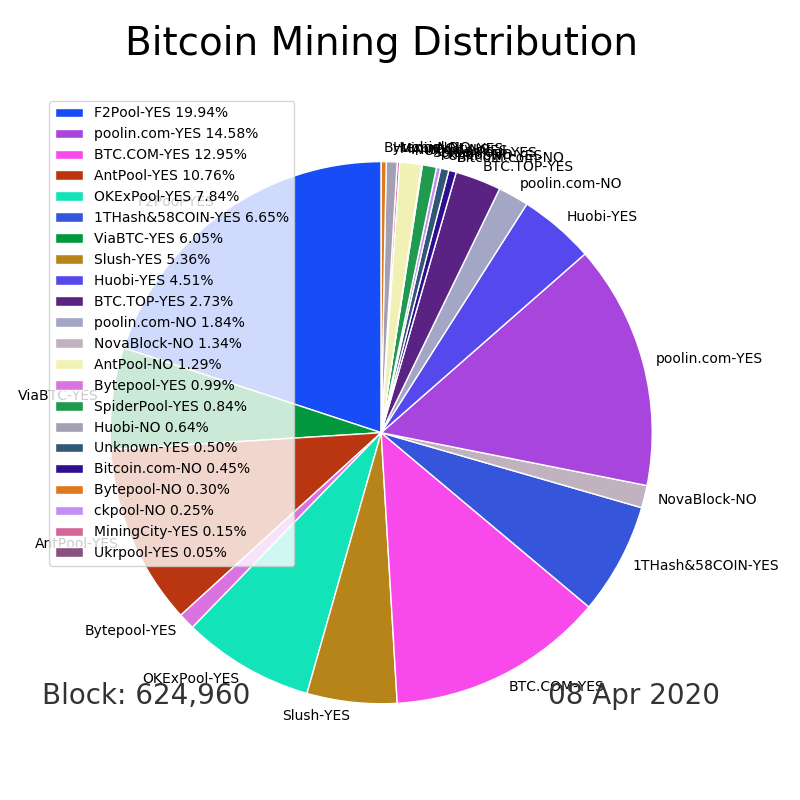 Bitcoin Mining Distribution
F2Pool-YES 19.94%
poolin.com-YES 14.58%
BTC.COM-YES 12.95%
AntPool-YES 10.76%
OKExPool-YES 7.84%
1THash&58COIN-YES 6.65%
ViaBTC-YES 6.05%
Slush-YES 5.36%
Huobi-YES 4.51%
BTC.TOP-YES 2.73%
poolin.com-NO 1.84%
NovaBlock-NO 1.34%
AntPool-NO 1.29%
Bytepool-YES 0.99%
SpiderPool-YES 0.84%
Huobi-NO 0.64%
Unknown-YES 0.50%
Bitcoin.com-NO 0.45%
Bytepool-NO 0.30%
ckpool-NO 0.25%
MiningCity-YES 0.15%
Ukrpool-YES 0.05%
F2Pool-YES
ViaBTC-YES
AntPool-YES
Bytepool-YES
OKExPool-YES
Slush-YES
BTC.COM-YES
1THash&58COIN-YES
NovaBlock-NO
poolin.com-YES
Huobi-YES
poolin.com-NO
BTC.TOP-YES
Bitcoin.com-NO
Block: 624,960
08 Apr 2020